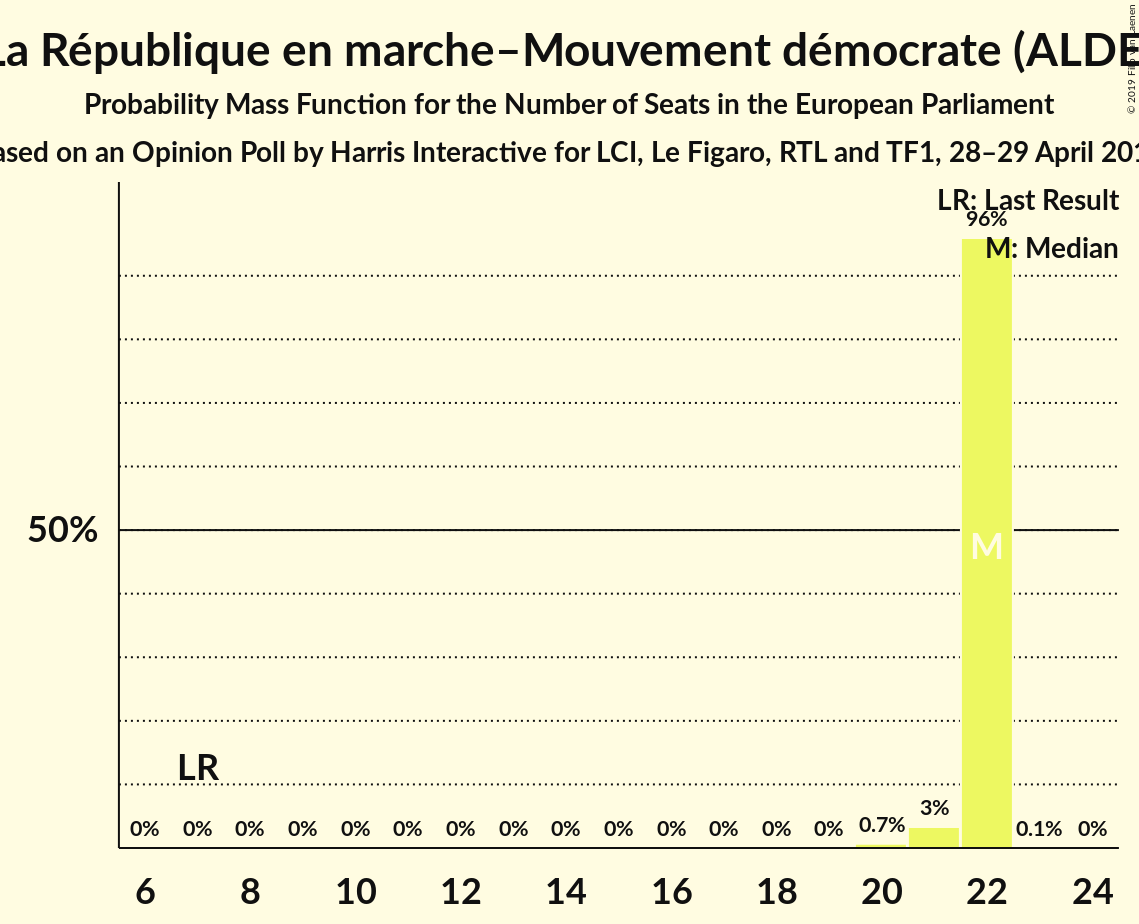 La République en marche–Mouvement démocrate (ALDE
Probability Mass Function for the Number of Seats in the European Parliament
on an Opinion Poll by Harris Interactive for LCI, Le Figaro, RTL and TF1, 28–29 April
© 2019
LR: Last Result
96%
M: Median
50%
M
LR
0% 0% 0% 0% 0% 0% 0% 0% 0% 0% 0% 0% 0% 0% 0.7% 3% 0.1% 0%
6 8 10 12 14 16 18 20 22 24